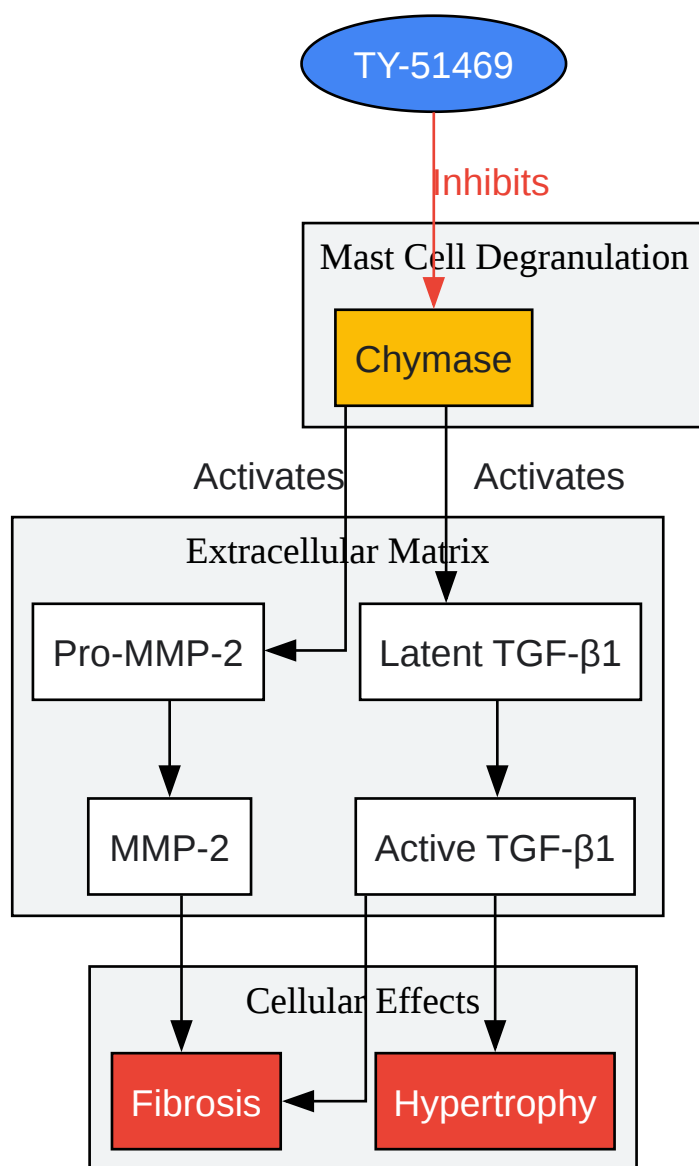 TY-51469
Inhibits
Mast Cell Degranulation
Chymase
Activates
Activates
Extracellular Matrix
Pro-MMP-2
Latent TGF-β1
MMP-2
Active TGF-β1
Cellular Effects
Fibrosis
Hypertrophy